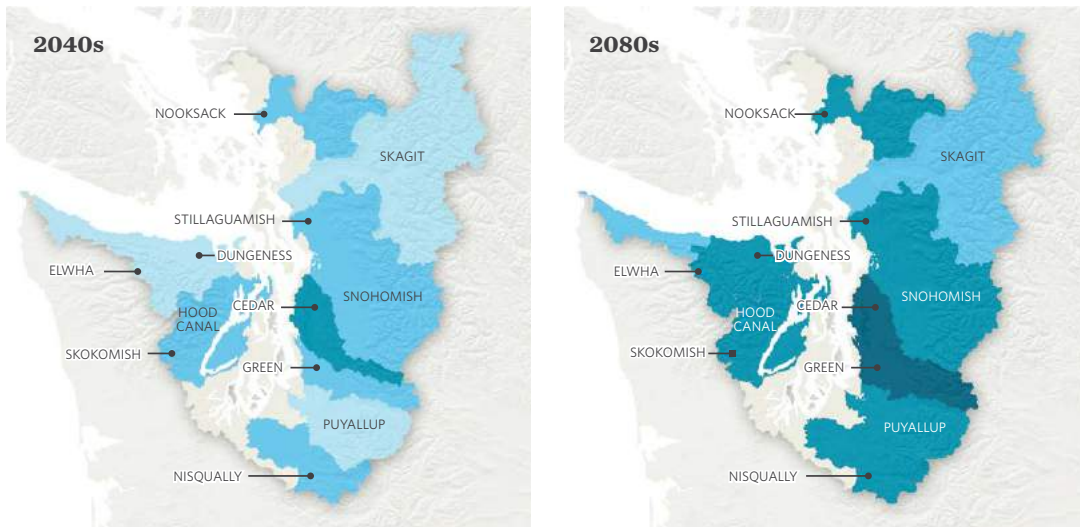 2040s
NOOKSACK
SKAGIT
STILLAGUAMISH
DUNGENESS
ELWHA
SNOHOMISH
CEDAR
HOOD
CANAL
SKOKOMISH
GREEN
PUYALLUP
NISQUALLY
2080s
NOOKSACK
SKAGIT
STILLAGUAMISH
DUNGENESS
ELWHA
SNOHOMISH
CEDAR
HOOD
CANAL
SKOKOMISH
GREEN
PUYALLUP
NISQUALLY